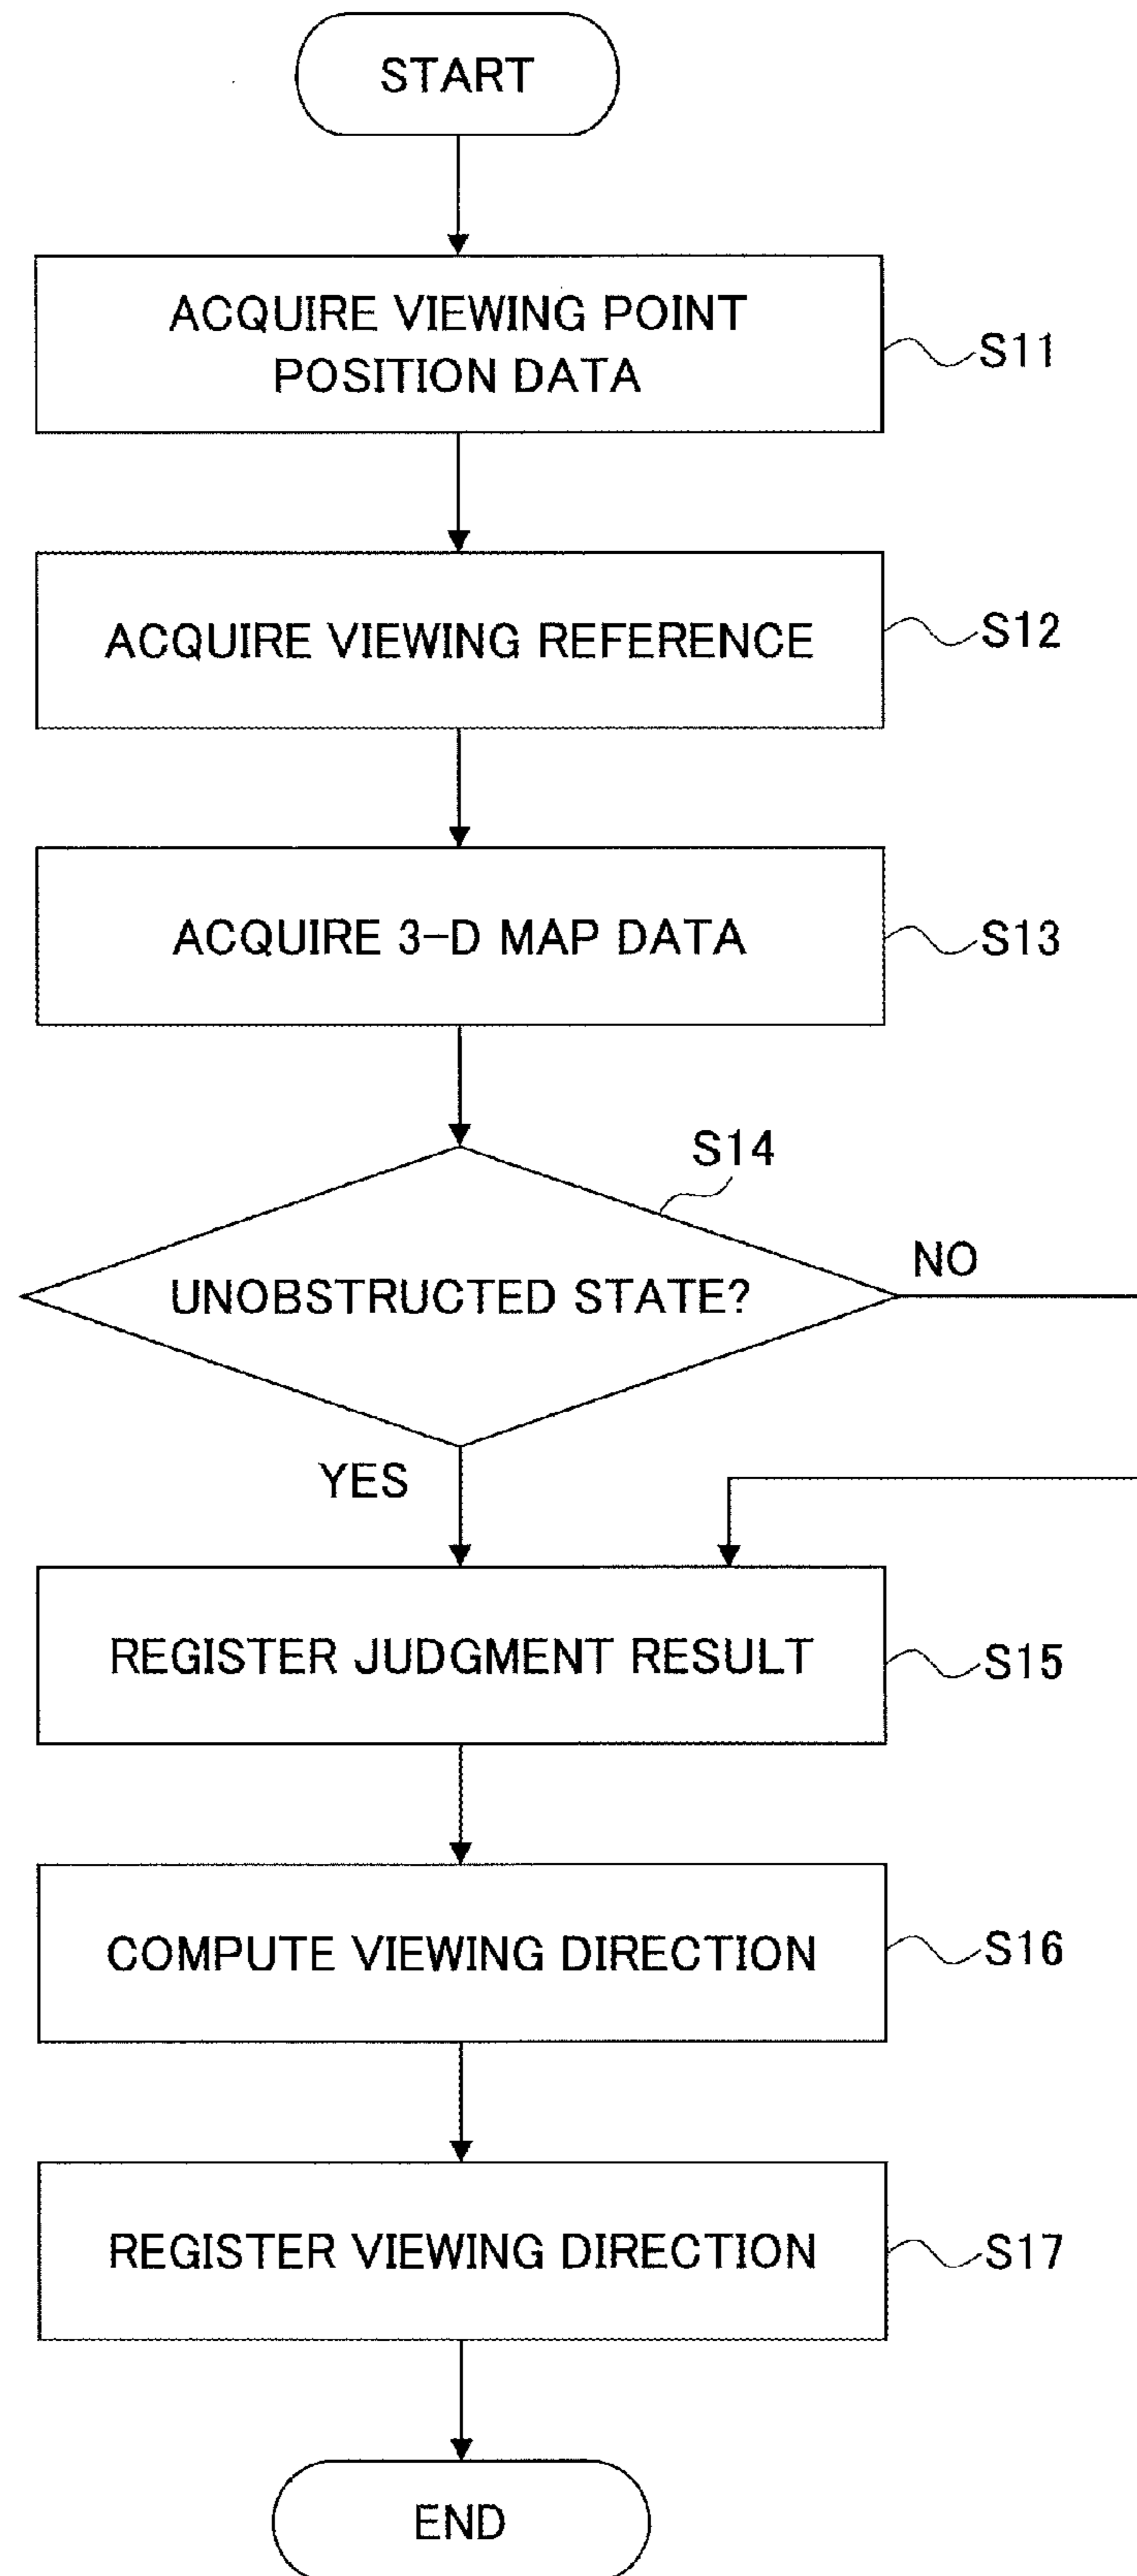 START
ACQUIRE VIEWING POINT
POSITION DATA
S11
ACQUIRE VIEWING REFERENCE
S12
ACQUIRE 3-D MAP DATA
S13
S14
UNOBSTRUCTED STATE?
NO
YES
REGISTER JUDGMENT RESULT
S15
COMPUTE VIEWING DIRECTION
S16
REGISTER VIEWING DIRECTION
S17
END